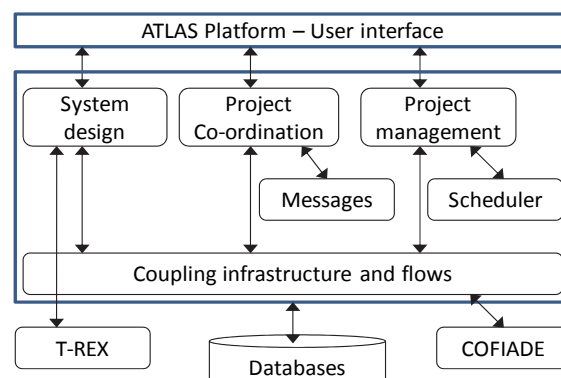 ATLAS Platform – User interface
System
design
Project
Co-ordination
Project
management
Messages
Scheduler
Coupling infrastructure and flows
T-REX
Databases
COFIADE